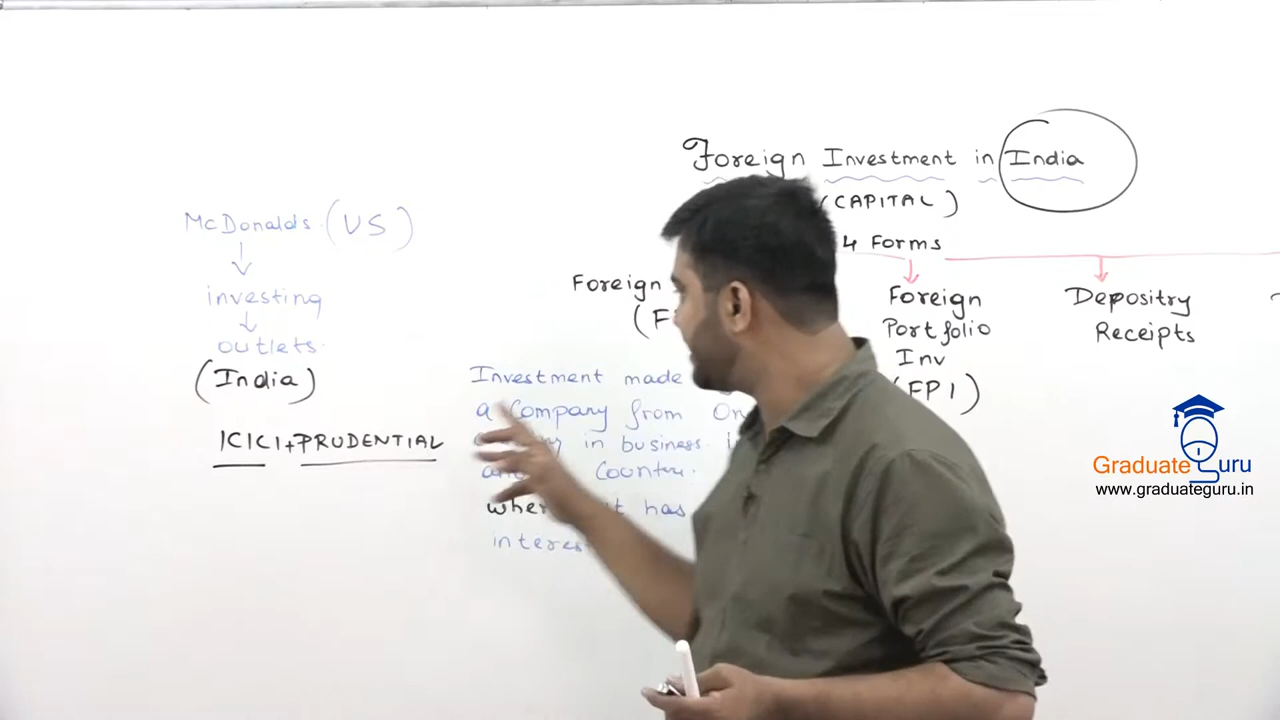 Foreign Investment in India
(CAPITAL)
4 Forms
McDonalds (US)
investing
outlets.
(India)
ICICI + PRUDENTIAL
Foreign
(F
Foreign
Portfolio
Inv
(FPI)
Depositry
Receipts
Investment made
a Company from On
in business
Countru.
wher has
interes
Graduate Guru
www.graduateguru.in